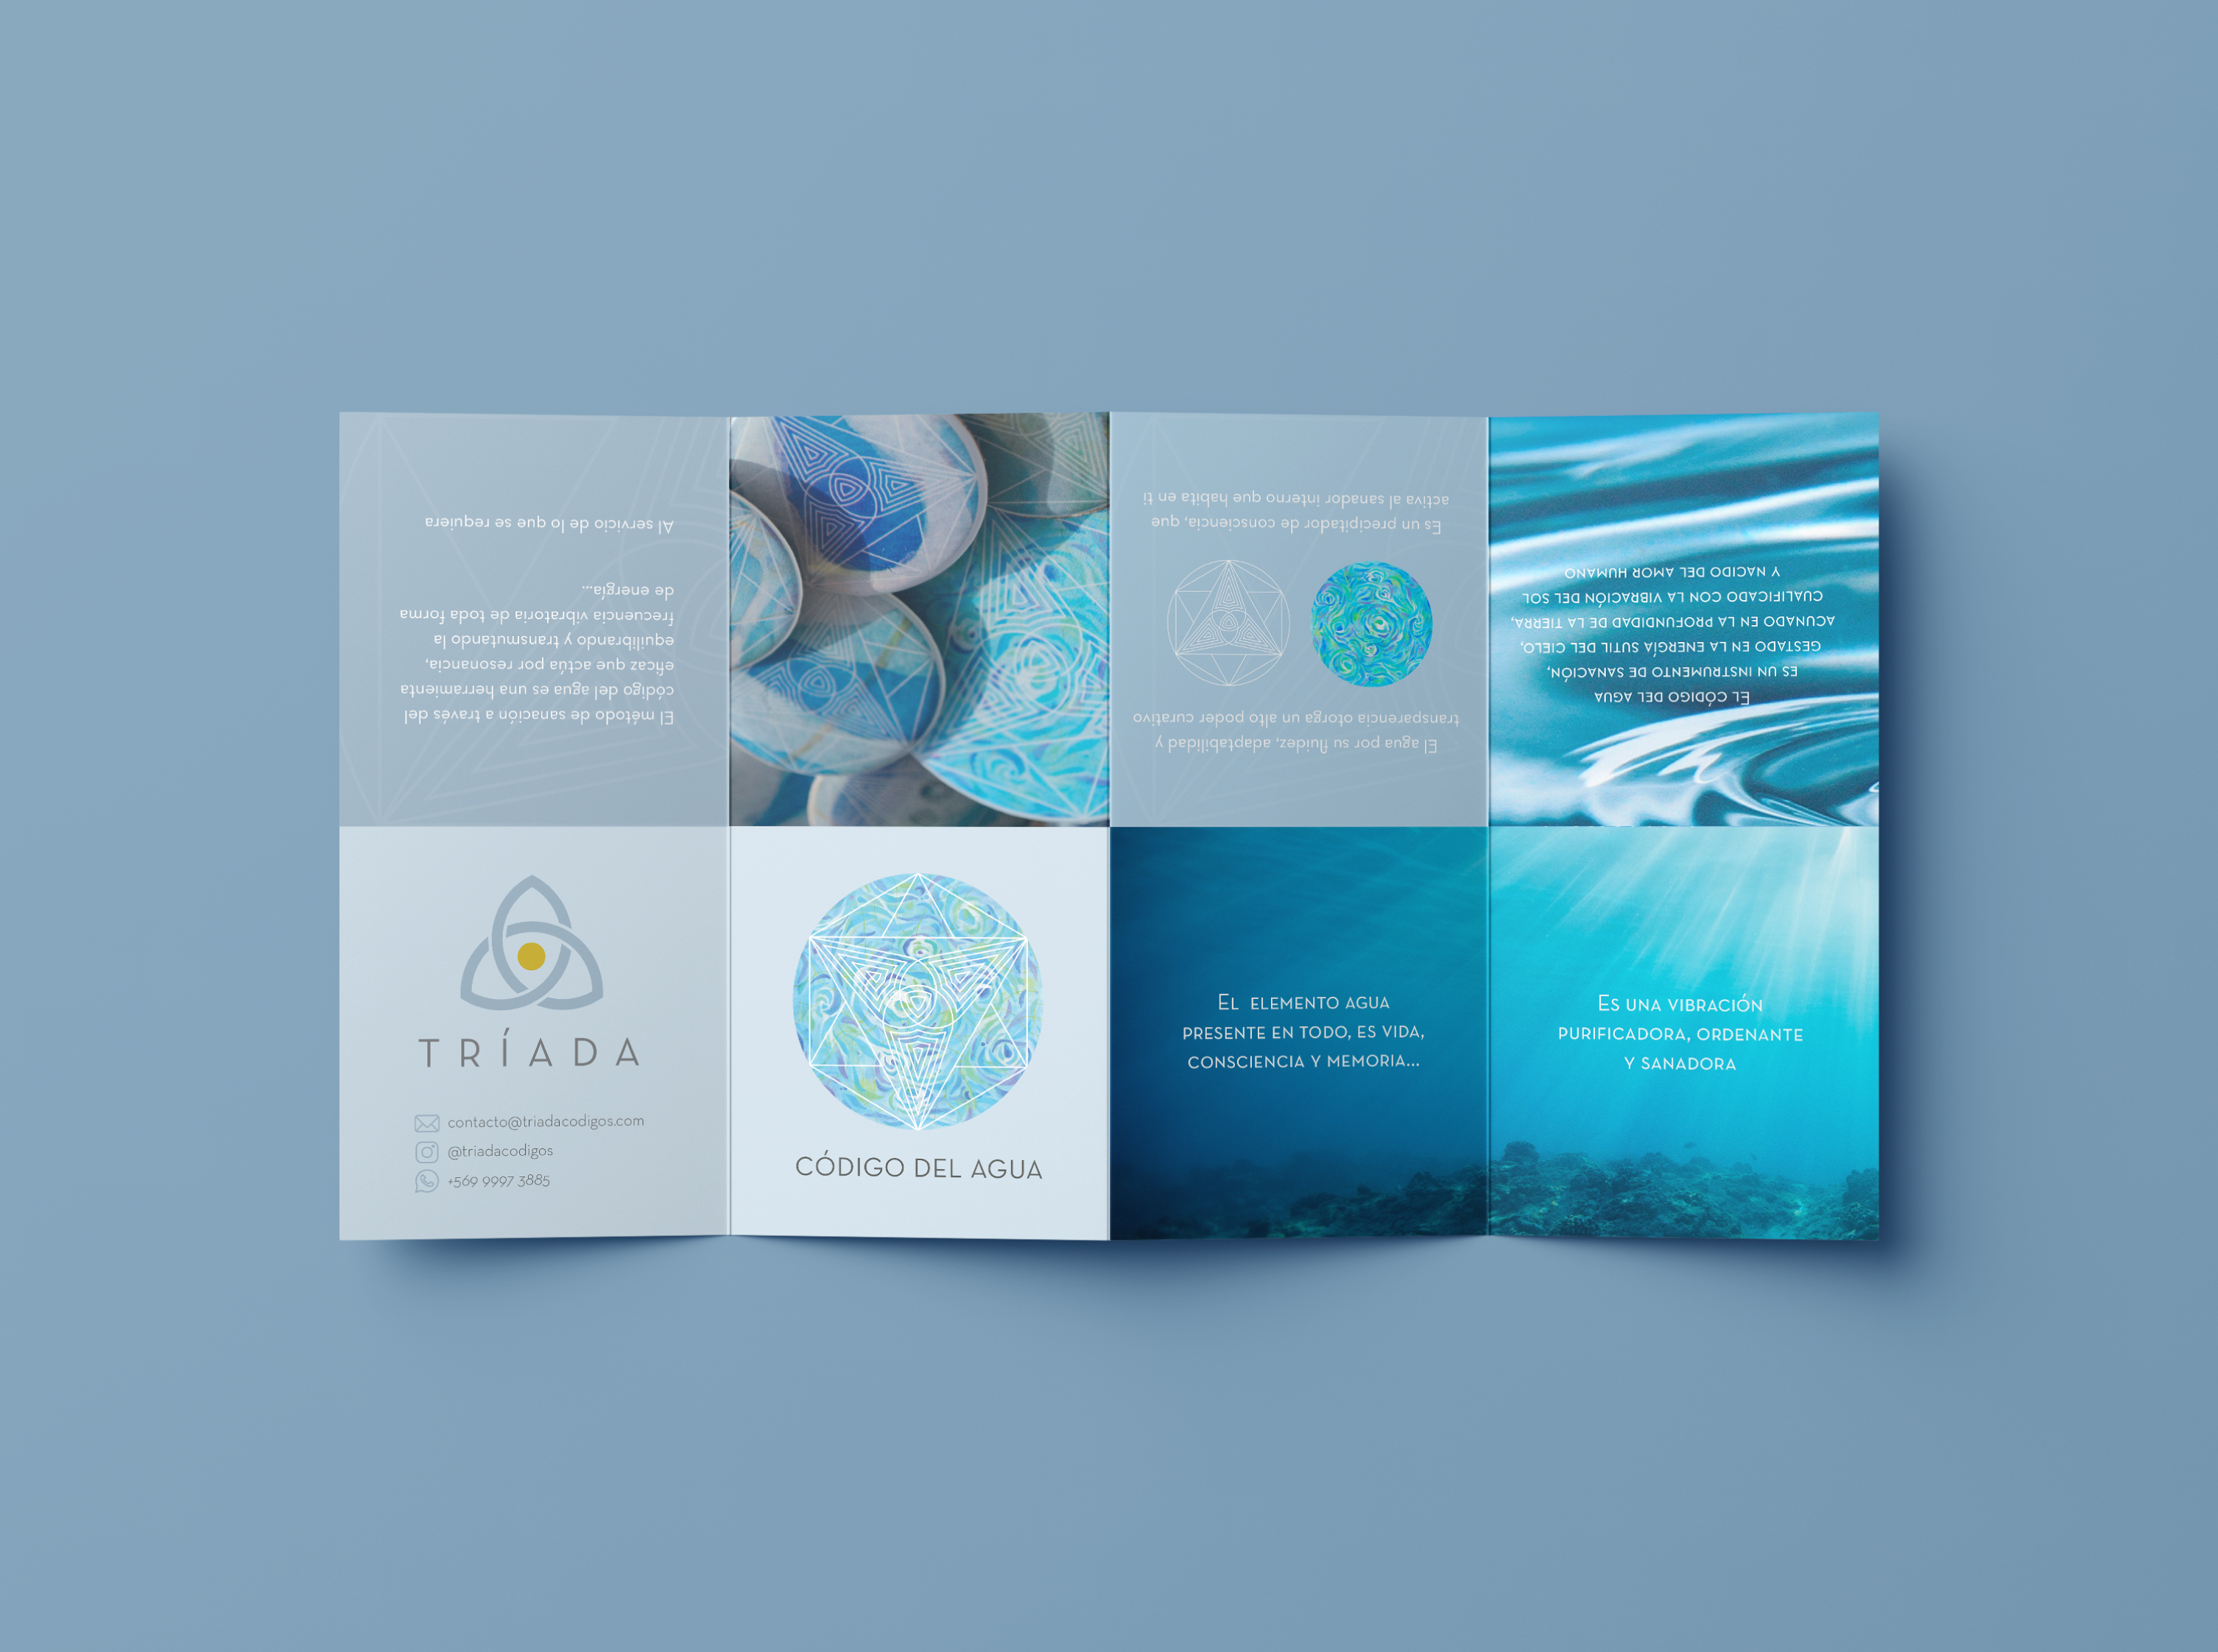 El método de sanación a través del
código del agua es una herramienta
eficaz que actúa por resonancia,
equilibrando y transmutando la
frecuencia vibratoria de toda forma
de energía...
Al servicio de lo que se requiera
El agua por su fluidez, adaptabilidad y
transparencia otorga un alto poder curativo
Es un precipitador de consciencia, que
activa al sanador interno que habita en ti
El código del agua
es un instrumento de sanación,
gestado en la energía sutil del cielo,
acunado en la profundidad de la tierra,
cualificado con la vibración del sol
y nacido del amor humano
TRÍADA
contacto@triadacodigos.com
@triadacodigos
+569 9997 3885
CÓDIGO DEL AGUA
El elemento agua
presente en todo, es vida,
consciencia y memoria...
Es una vibración
purificadora, ordenante
y sanadora